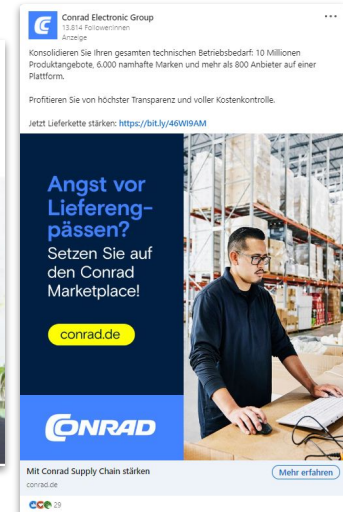 Conrad Electronic Group
13.814 Follower:innen
Anzeige
Konsolidieren Sie Ihren gesamten technischen Betriebsbedarf: 10 Millionen
Produktangebote, 6.000 namhafte Marken und mehr als 800 Anbieter auf einer
Plattform.
Profitieren Sie von höchster Transparenz und voller Kostenkontrolle.
Jetzt Lieferkette stärken: https://bit.ly/46WI9AM
Angst vor
Liefereng-
pässen?
Setzen Sie auf
den Conrad
Marketplace!
conrad.de
CONRAD
Mit Conrad Supply Chain stärken
conrad.de
Mehr erfahren
29